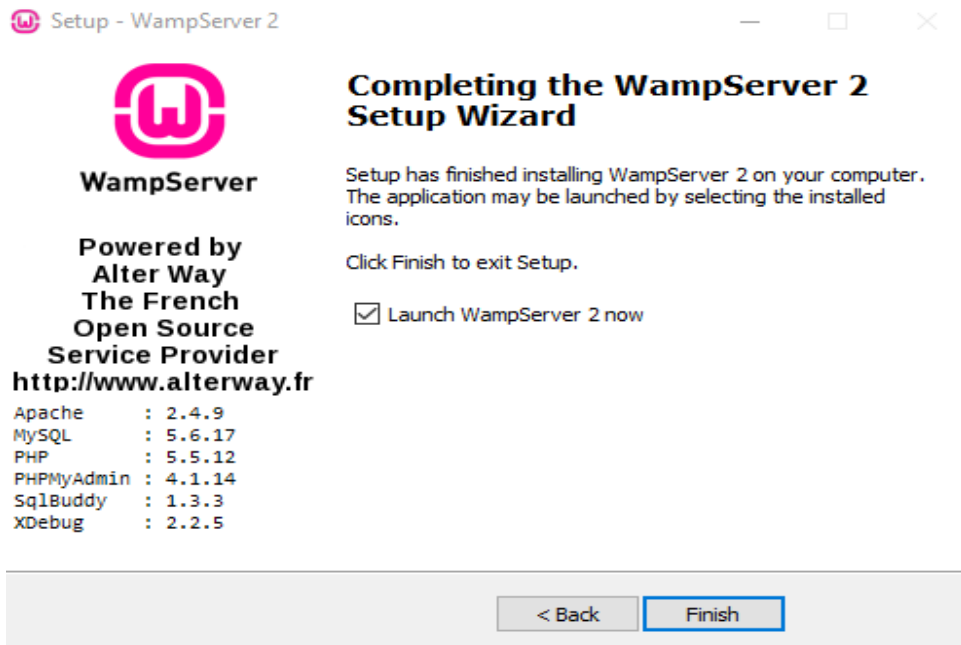 Setup - WampServer 2
WampServer
Powered by
Alter Way
The French
Open Source
Service Provider
http://www.alterway.fr
Apache : 2.4.9
MySQL : 5.6.17
PHP : 5.5.12
PHPMyAdmin : 4.1.14
SqlBuddy : 1.3.3
XDebug : 2.2.5
Completing the WampServer 2
Setup Wizard
Setup has finished installing WampServer 2 on your computer.
The application may be launched by selecting the installed
icons.
Click Finish to exit Setup.
Launch WampServer 2 now
< Back
Finish